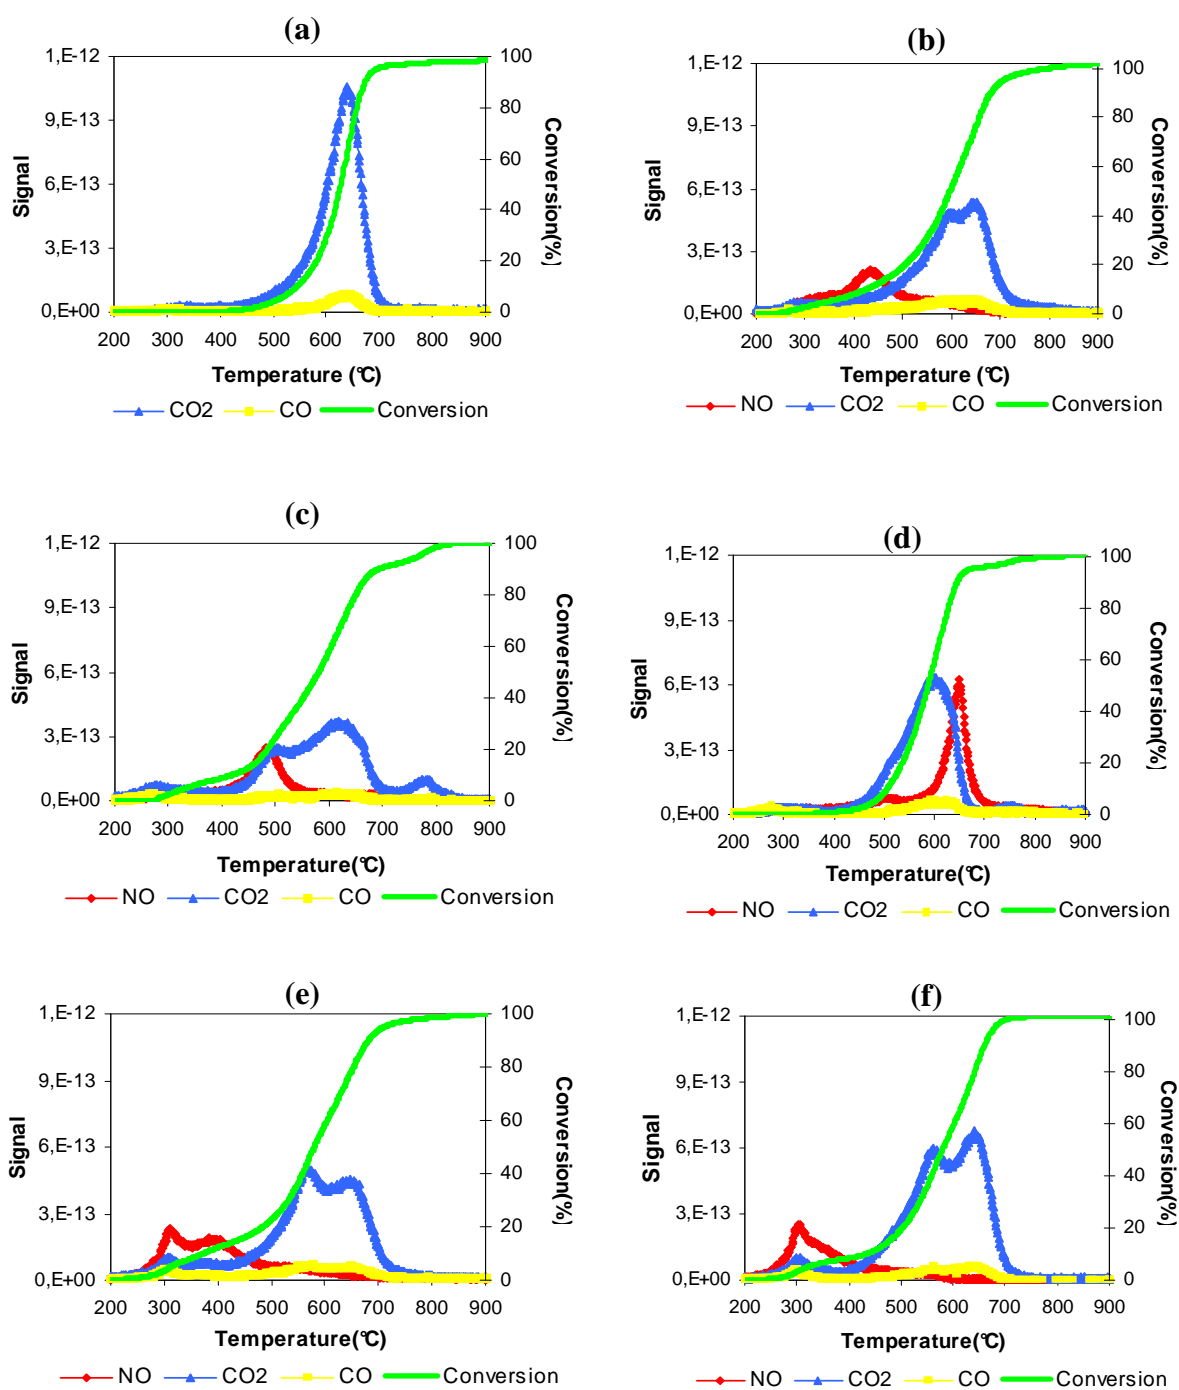 (a)
1,E-12
9,E-13
6,E-13
3,E-13
0,E+00
Signal
100
80
60
40
20
0
Conversion(%)
200 300 400 500 600 700 800 900
Temperature (°C)
CO2 CO Conversion
(b)
1,E-12
9,E-13
6,E-13
3,E-13
0,E+00
Signal
100
80
60
40
20
0
Conversion(%)
200 300 400 500 600 700 800 900
Temperature (°C)
NO CO2 CO Conversion
(c)
1,E-12
9,E-13
6,E-13
3,E-13
0,E+00
Signal
100
80
60
40
20
0
Conversion(%)
200 300 400 500 600 700 800 900
Temperature(°C)
NO CO2 CO Conversion
(d)
1,E-12
9,E-13
6,E-13
3,E-13
0,E+00
Signal
100
80
60
40
20
0
Conversion(%)
200 300 400 500 600 700 800 900
Temperature(°C)
NO CO2 CO Conversion
(e)
1,E-12
9,E-13
6,E-13
3,E-13
0,E+00
Signal
100
80
60
40
20
0
Conversion(%)
200 300 400 500 600 700 800 900
Temperature(°C)
NO CO2 CO Conversion
(f)
1,E-12
9,E-13
6,E-13
3,E-13
0,E+00
Signal
100
80
60
40
20
0
Conversion(%)
200 300 400 500 600 700 800 900
Temperature(°C)
NO CO2 CO Conversion